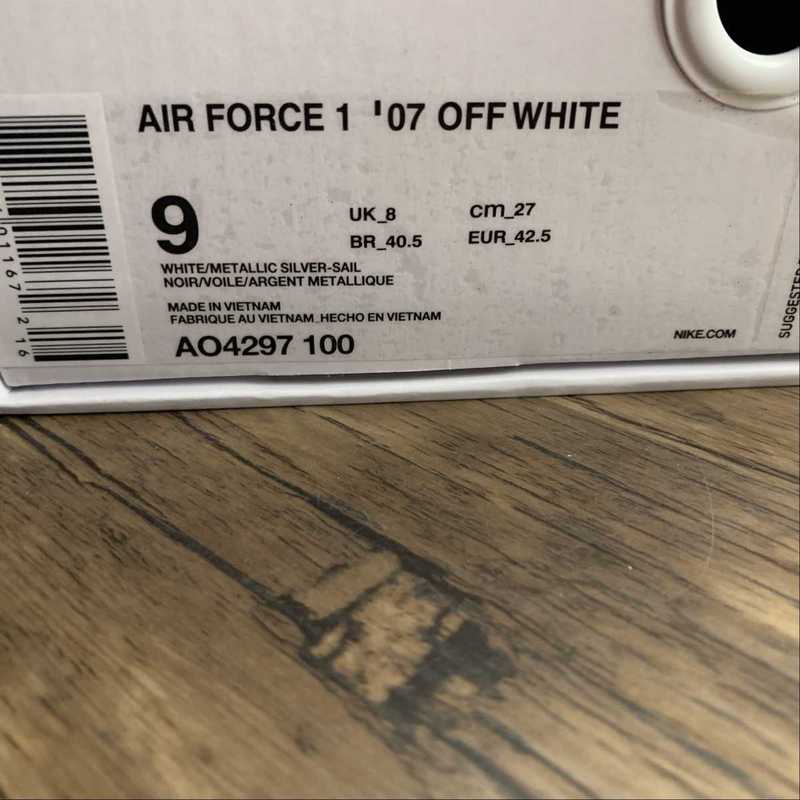 AIR FORCE 1 '07 OFF WHITE
9
UK_8
cm_27
BR_40.5
EUR_42.5
WHITE/METALLIC SILVER-SAIL
NOIR/VOILE/ARGENT METALLIQUE
MADE IN VIETNAM
FABRIQUE AU VIETNAM_HECHO EN VIETNAM
AO4297 100
NIKE.COM